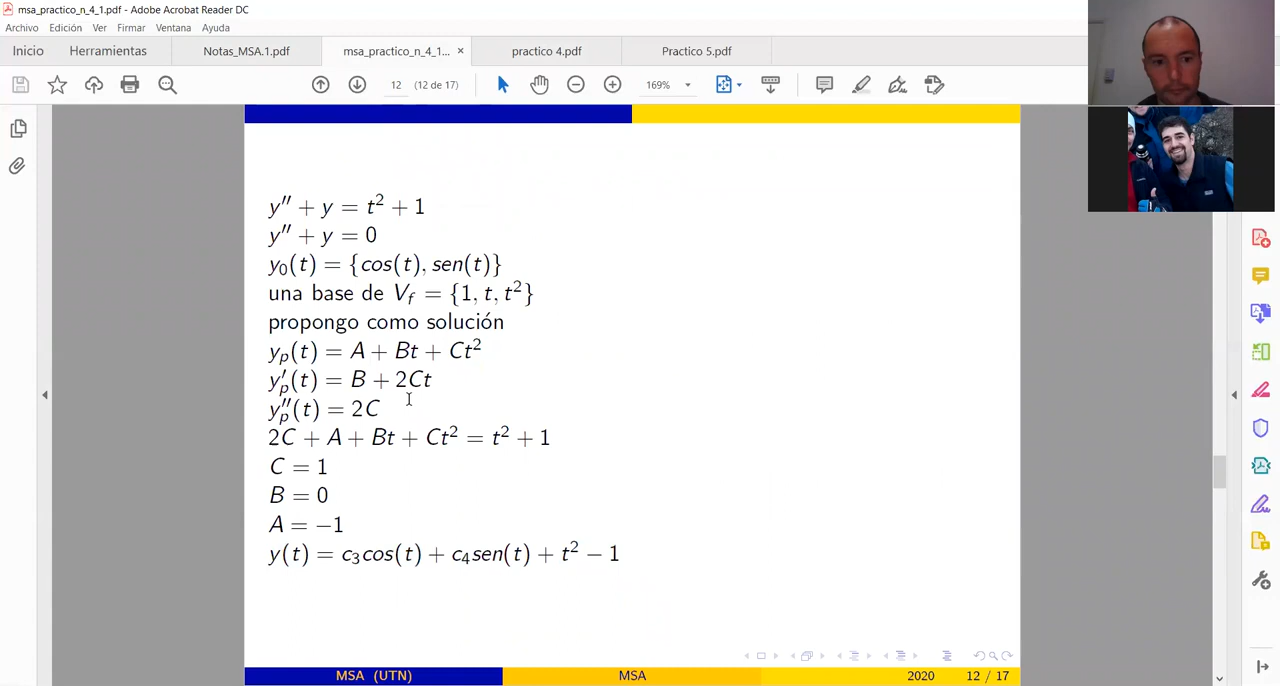 msa_practico_n_4_1.pdf - Adobe Acrobat Reader DC
Archivo Edición Ver Firmar Ventana Ayuda
Inicio Herramientas Notas_MSA.1.pdf msa_practico_n_4_1... × practico 4.pdf Practico 5.pdf
12 (12 de 17) 169%
y'' + y = t² + 1
y'' + y = 0
y₀(t) = {cos(t), sen(t)}
una base de V_f = {1, t, t²}
propongo como solución
y_p(t) = A + Bt + Ct²
y_p'(t) = B + 2Ct
y_p''(t) = 2C
2C + A + Bt + Ct² = t² + 1
C = 1
B = 0
A = −1
y(t) = c₃cos(t) + c₄sen(t) + t² − 1
MSA (UTN) MSA 2020 12 / 17